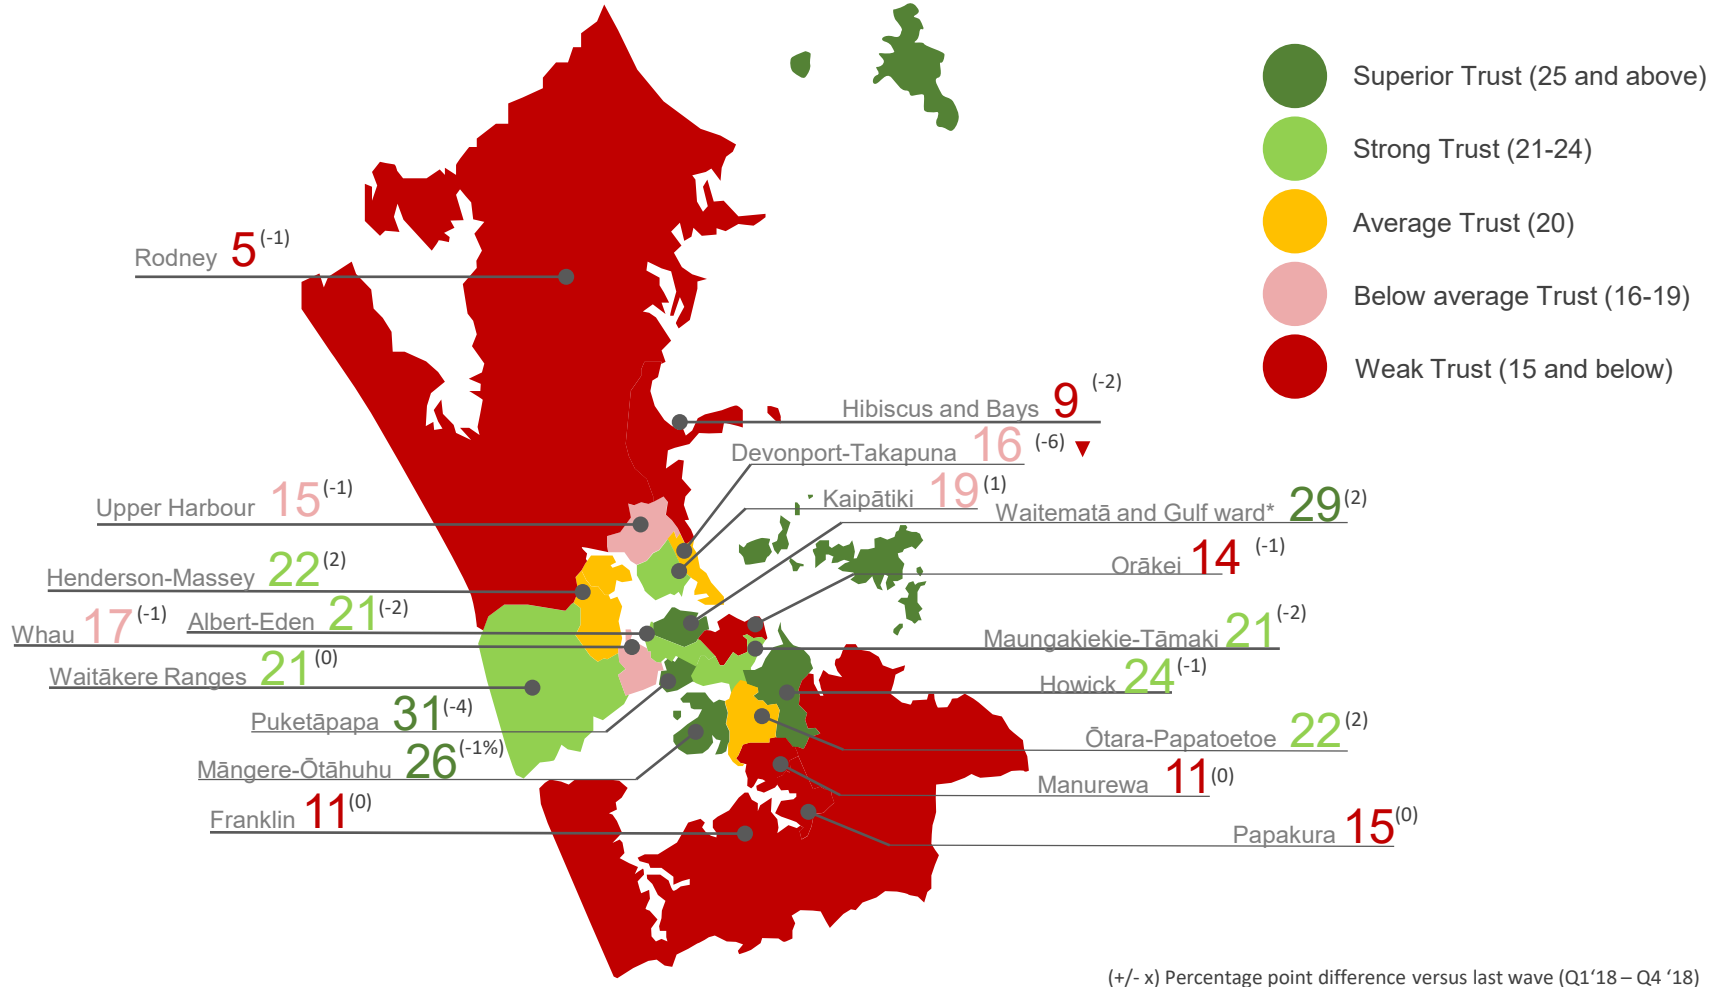 Superior Trust (25 and above)
Strong Trust (21-24)
Average Trust (20)
Below average Trust (16-19)
Weak Trust (15 and below)
Rodney 5 (-1)
Hibiscus and Bays 9 (-2)
Devonport-Takapuna 16 (-6)
Kaipātiki 19 (1)
Upper Harbour 15 (-1)
Waitematā and Gulf ward* 29 (2)
Orākei 14 (-1)
Henderson-Massey 22 (2)
Albert-Eden 21 (-2)
Whau 17 (-1)
Maungakiekie-Tāmaki 21 (-2)
Waitākere Ranges 21 (0)
Howick 24 (-1)
Puketāpapa 31 (-4)
Ōtara-Papatoetoe 22 (2)
Māngere-Ōtāhuhu 26 (-1%)
Manurewa 11 (0)
Franklin 11 (0)
Papakura 15 (0)
(+/- x) Percentage point difference versus last wave (Q1‘18 – Q4 ‘18)